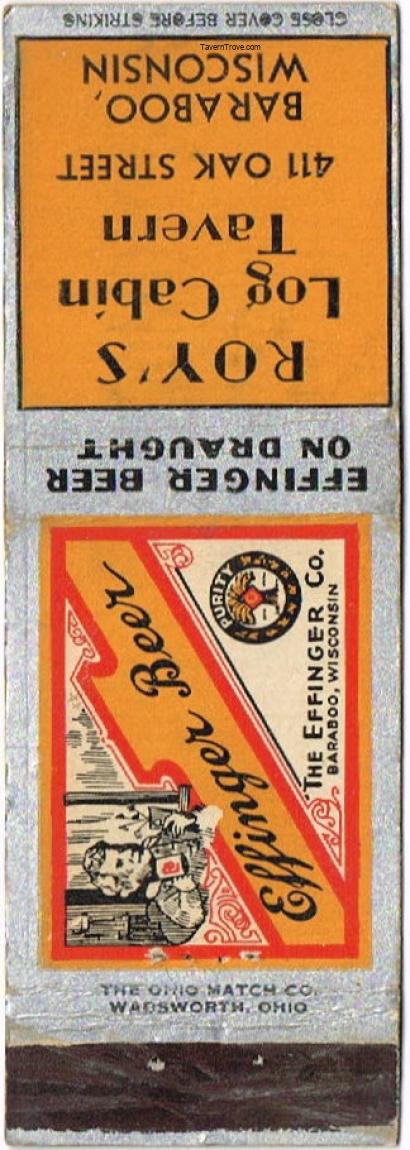 CLOSE COVER BEFORE STRIKING
TavernTrove.com
ROY'S
Log Cabin
Tavern
411 OAK STREET
BARABOO,
WISCONSIN
EFFINGER BEER
ON DRAUGHT
Effinger Beer
PURITY
THE EFFINGER CO.
BARABOO, WISCONSIN
THE OHIO MATCH CO.
WADSWORTH, OHIO